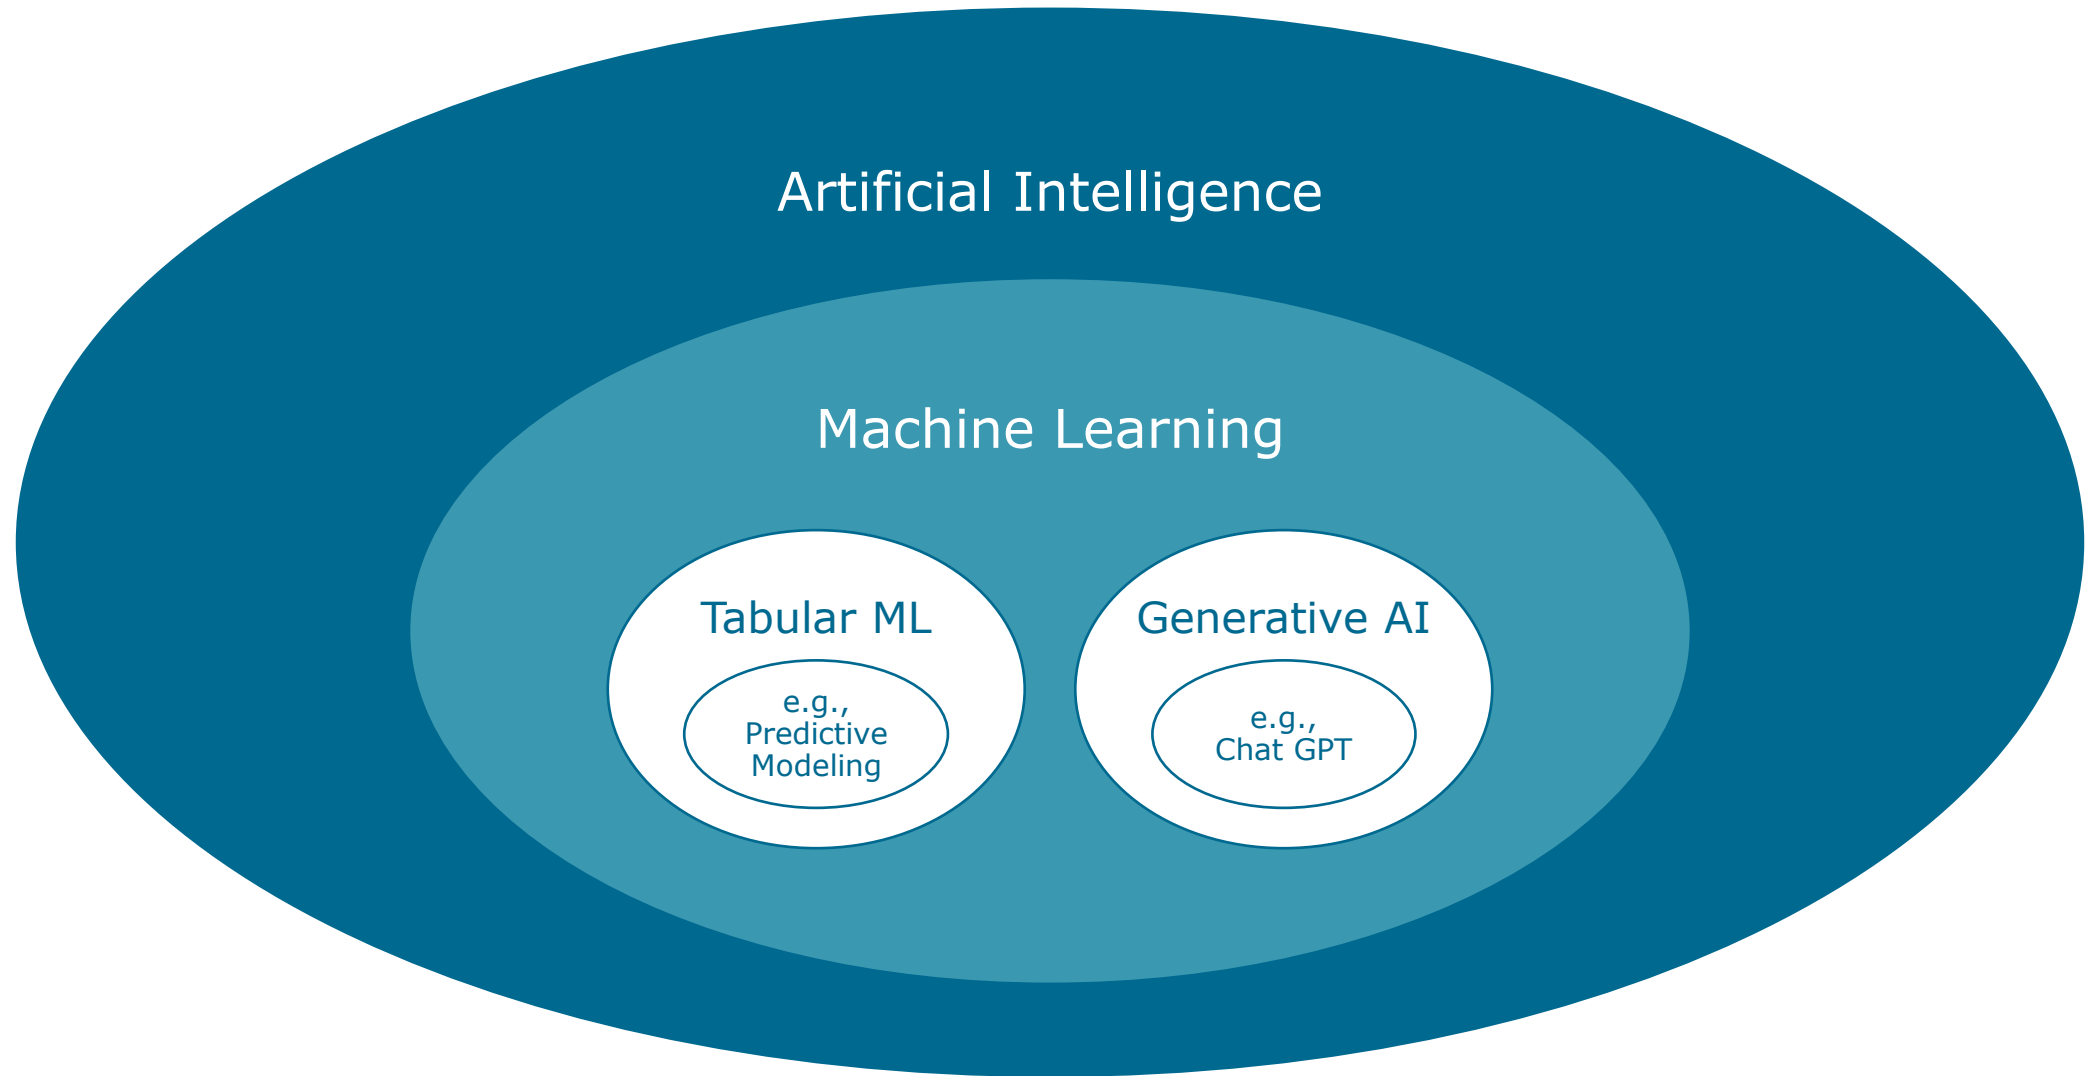 Artificial Intelligence
Machine Learning
Tabular ML
e.g.,
Predictive
Modeling
Generative AI
e.g.,
Chat GPT